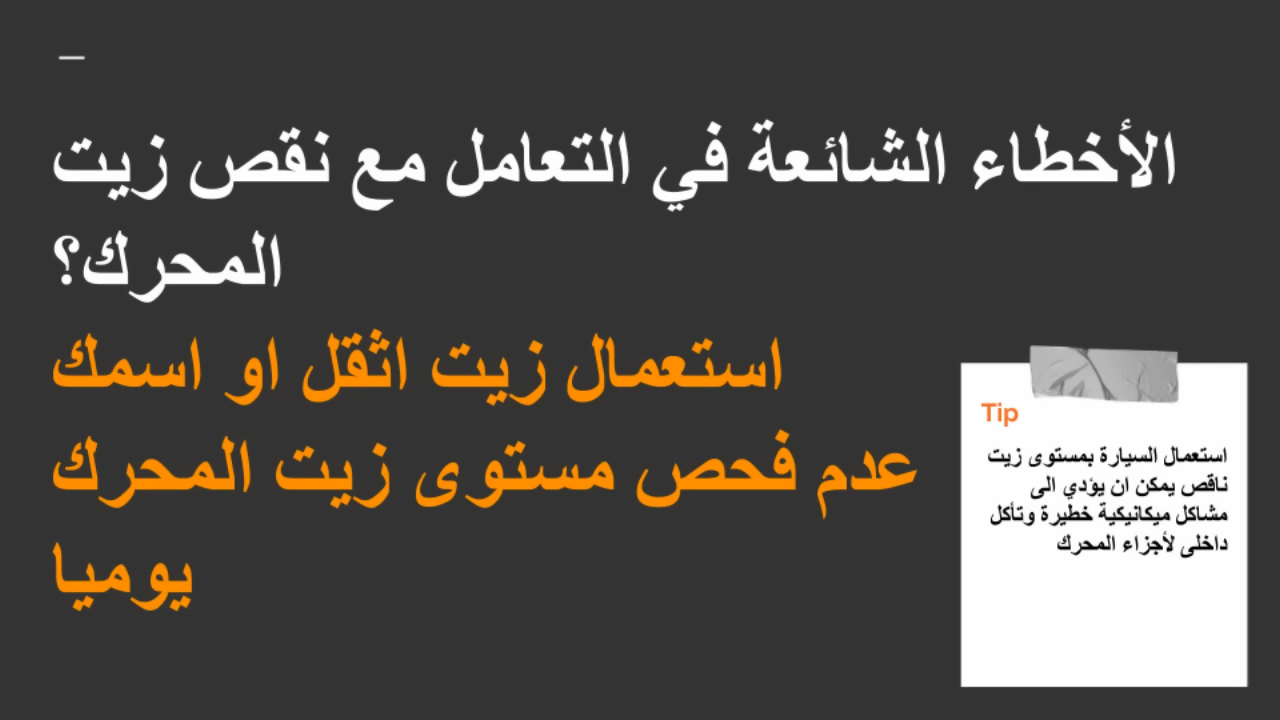 الأخطاء الشائعة في التعامل مع نقص زيت
المحرك؟
استعمال زيت اثقل او اسمك
عدم فحص مستوى زيت المحرك
يوميا
Tip
استعمال السيارة بمستوى زيت
ناقص يمكن ان يؤدي الى
مشاكل ميكانيكية خطيرة وتأكل
داخلى لأجزاء المحرك